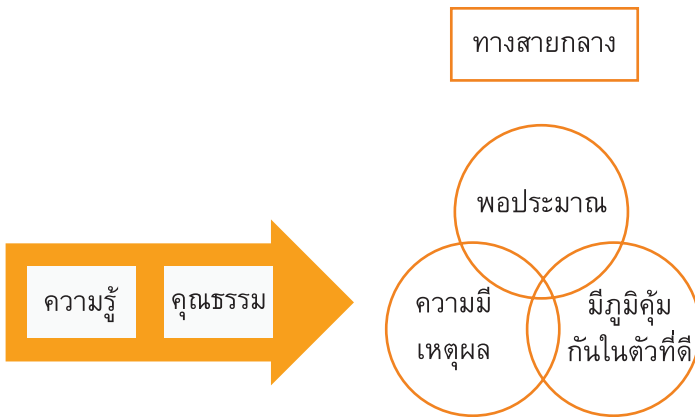 ทางสายกลาง
พอประมาณ
ความรู้
คุณธรรม
ความมี
เหตุผล
มีภูมิคุ้ม
กันในตัวที่ดี